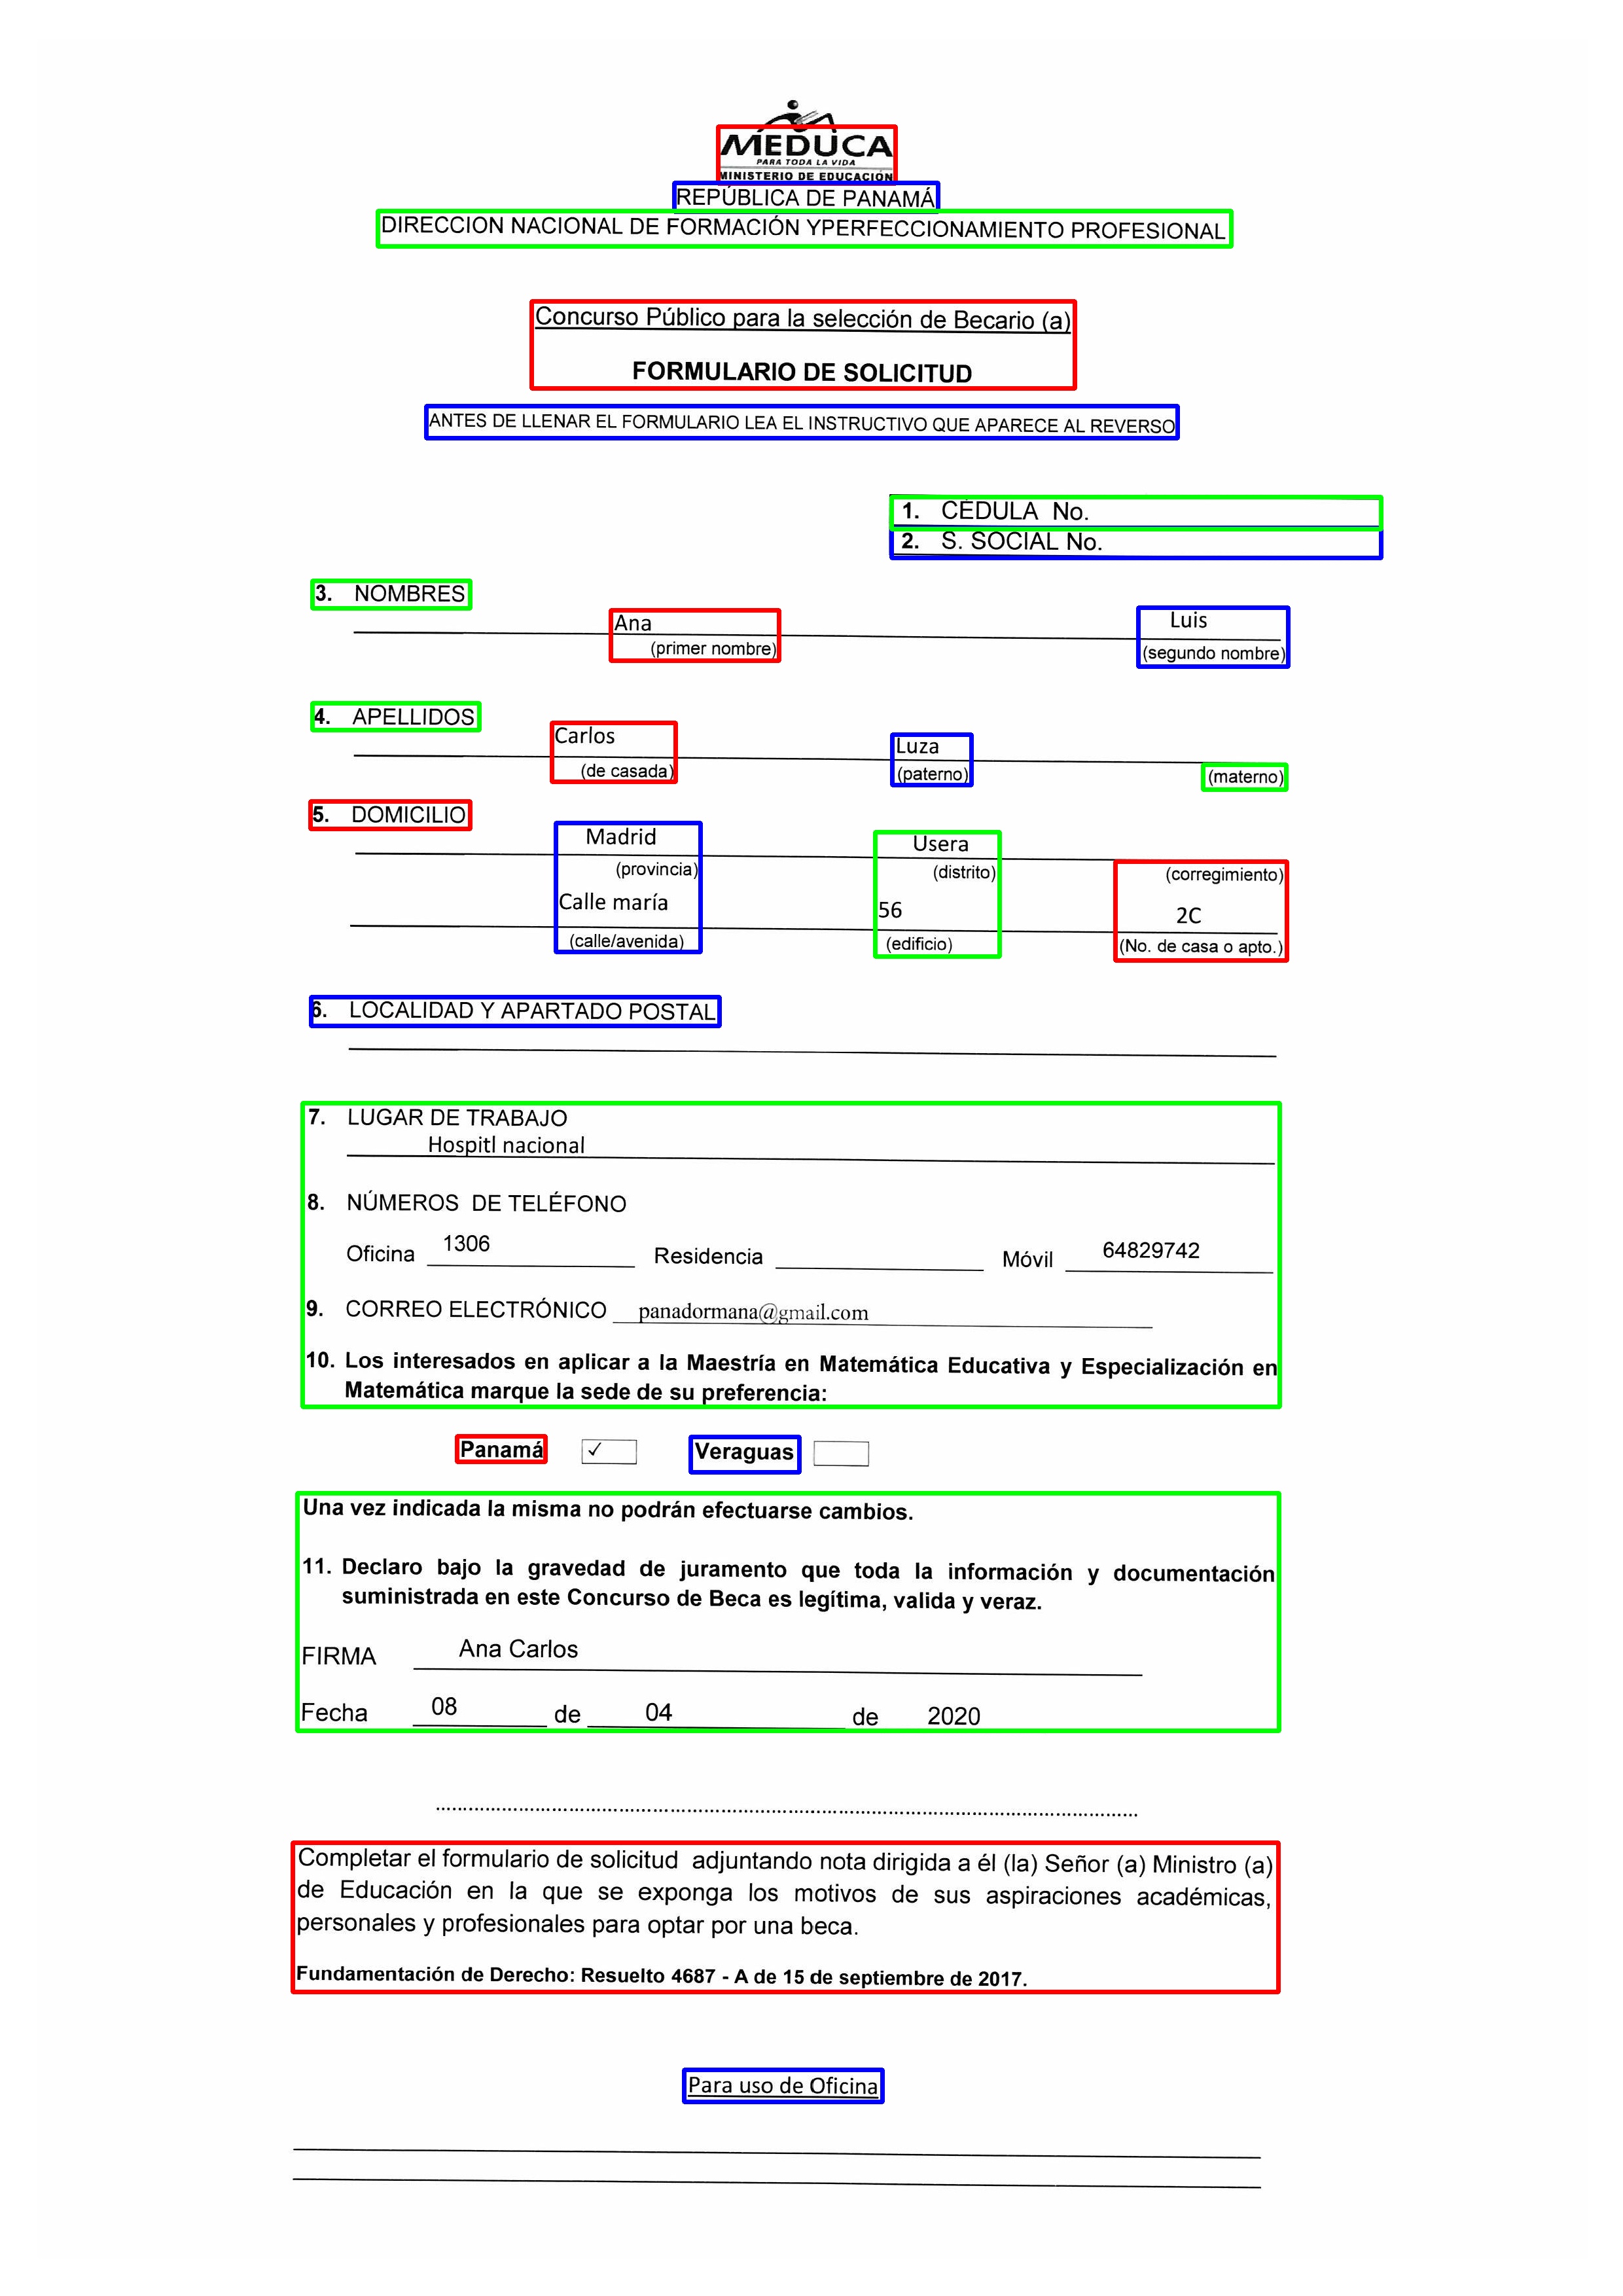 MEDUCA
PARA TODA LA VIDA
MINISTERIO DE EDUCACIÓN
REPÚBLICA DE PANAMÁ
DIRECCION NACIONAL DE FORMACIÓN YPERFECCIONAMIENTO PROFESIONAL
Concurso Público para la selección de Becario (a)
FORMULARIO DE SOLICITUD
ANTES DE LLENAR EL FORMULARIO LEA EL INSTRUCTIVO QUE APARECE AL REVERSO
1. CÉDULA No.
2. S. SOCIAL No.
3. NOMBRES
Ana Luis
(primer nombre) (segundo nombre)
4. APELLIDOS
Carlos Luza
(de casada) (paterno) (materno)
5. DOMICILIO
Madrid Usera
(provincia) (distrito) (corregimiento)
Calle maría 56 2C
(calle/avenida) (edificio) (No. de casa o apto.)
6. LOCALIDAD Y APARTADO POSTAL
7. LUGAR DE TRABAJO
Hospitl nacional
8. NÚMEROS DE TELÉFONO
Oficina 1306 Residencia Móvil 64829742
9. CORREO ELECTRÓNICO panadormana@gmail.com
10. Los interesados en aplicar a la Maestría en Matemática Educativa y Especialización en
Matemática marque la sede de su preferencia:
Panamá ✓ Veraguas
Una vez indicada la misma no podrán efectuarse cambios.
11. Declaro bajo la gravedad de juramento que toda la información y documentación
suministrada en este Concurso de Beca es legítima, valida y veraz.
FIRMA Ana Carlos
Fecha 08 de 04 de 2020
Completar el formulario de solicitud adjuntando nota dirigida a él (la) Señor (a) Ministro (a)
de Educación en la que se exponga los motivos de sus aspiraciones académicas,
personales y profesionales para optar por una beca.
Fundamentación de Derecho: Resuelto 4687 - A de 15 de septiembre de 2017.
Para uso de Oficina